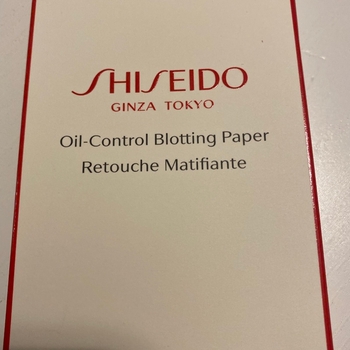 SHISEIDO
GINZA TOKYO
Oil-Control Blotting Paper
Retouche Matifiante